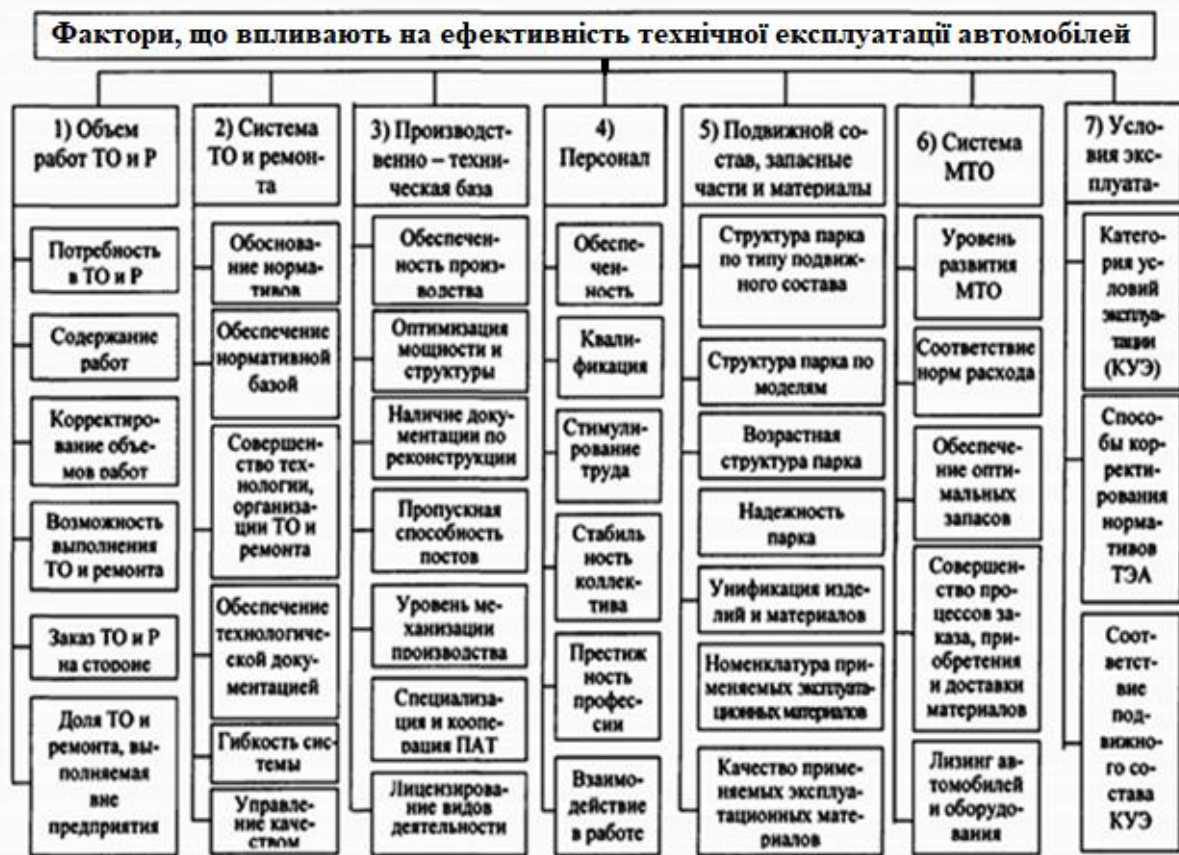 Фактори, що впливають на ефективність технічної експлуатації автомобілей
1) Объем
работ ТО и Р
Потребность
в ТО и Р
Содержание
работ
Корректиро-
вание объе-
мов работ
Возможность
выполнения
ТО и ремонта
Заказ ТО и Р
на стороне
Доля ТО и
ремонта, вы-
полняемая
вне
предприятия
2) Система
ТО и ремон-
та
Обоснова-
ние норма-
тивов
Обеспечение
нормативной
базой
Совершен-
ство тех-
нологии,
организа-
ции ТО и
ремонта
Обеспечение
технологиче-
ской доку-
ментацией
Гибкость сис-
темы
Управле-
ние каче-
ством
3) Производст-
венно – техни-
ческая база
Обеспечен-
ность произ-
водства
Оптимизация
мощности и
структуры
Наличие доку-
ментации по
реконструкции
Пропускная
способность
постов
Уровень ме-
ханизации
производства
Специализа-
ция и коопе-
рация ПАТ
Лицензирова-
ние видов
деятельности
4)
Персонал
Обеспе-
чен-
ность
Квали-
фикация
Стимули-
рование
труда
Стабиль
ность
коллек-
тива
Престиж
ность
профес-
сии
Взаимо-
действие
в работе
5) Подвижной со-
став, запасные
части и материалы
Структура парка
по типу подвиж-
ного состава
Структура парка по
моделям
Возрастная
структура парка
Надежность
парка
Унификация изде-
лий и материалов
Номенклатура при-
меняемых эксплуата-
ционных материалов
Качество приме-
няемых эксплуа-
тационных мате-
риалов
6) Система
МТО
Уровень
развития
МТО
Соответствие
норм расхода
Обеспече-
ние опти-
мальных
запасов
Совершен-
ство про-
цессов за-
каза, при-
обретения
и доставки
материалов
Лизинг ав-
томобилей
и оборудо-
вания
7) Усло-
вия экс-
плуата-
Катего-
рия ус-
ловий
эксплуа-
тации
(КУЭ)
Спосо-
бы кор-
ректи-
рования
норма-
тивов
ТЭА
Соот-
ветст-
вие
под-
вижно-
го со-
става
КУЭ